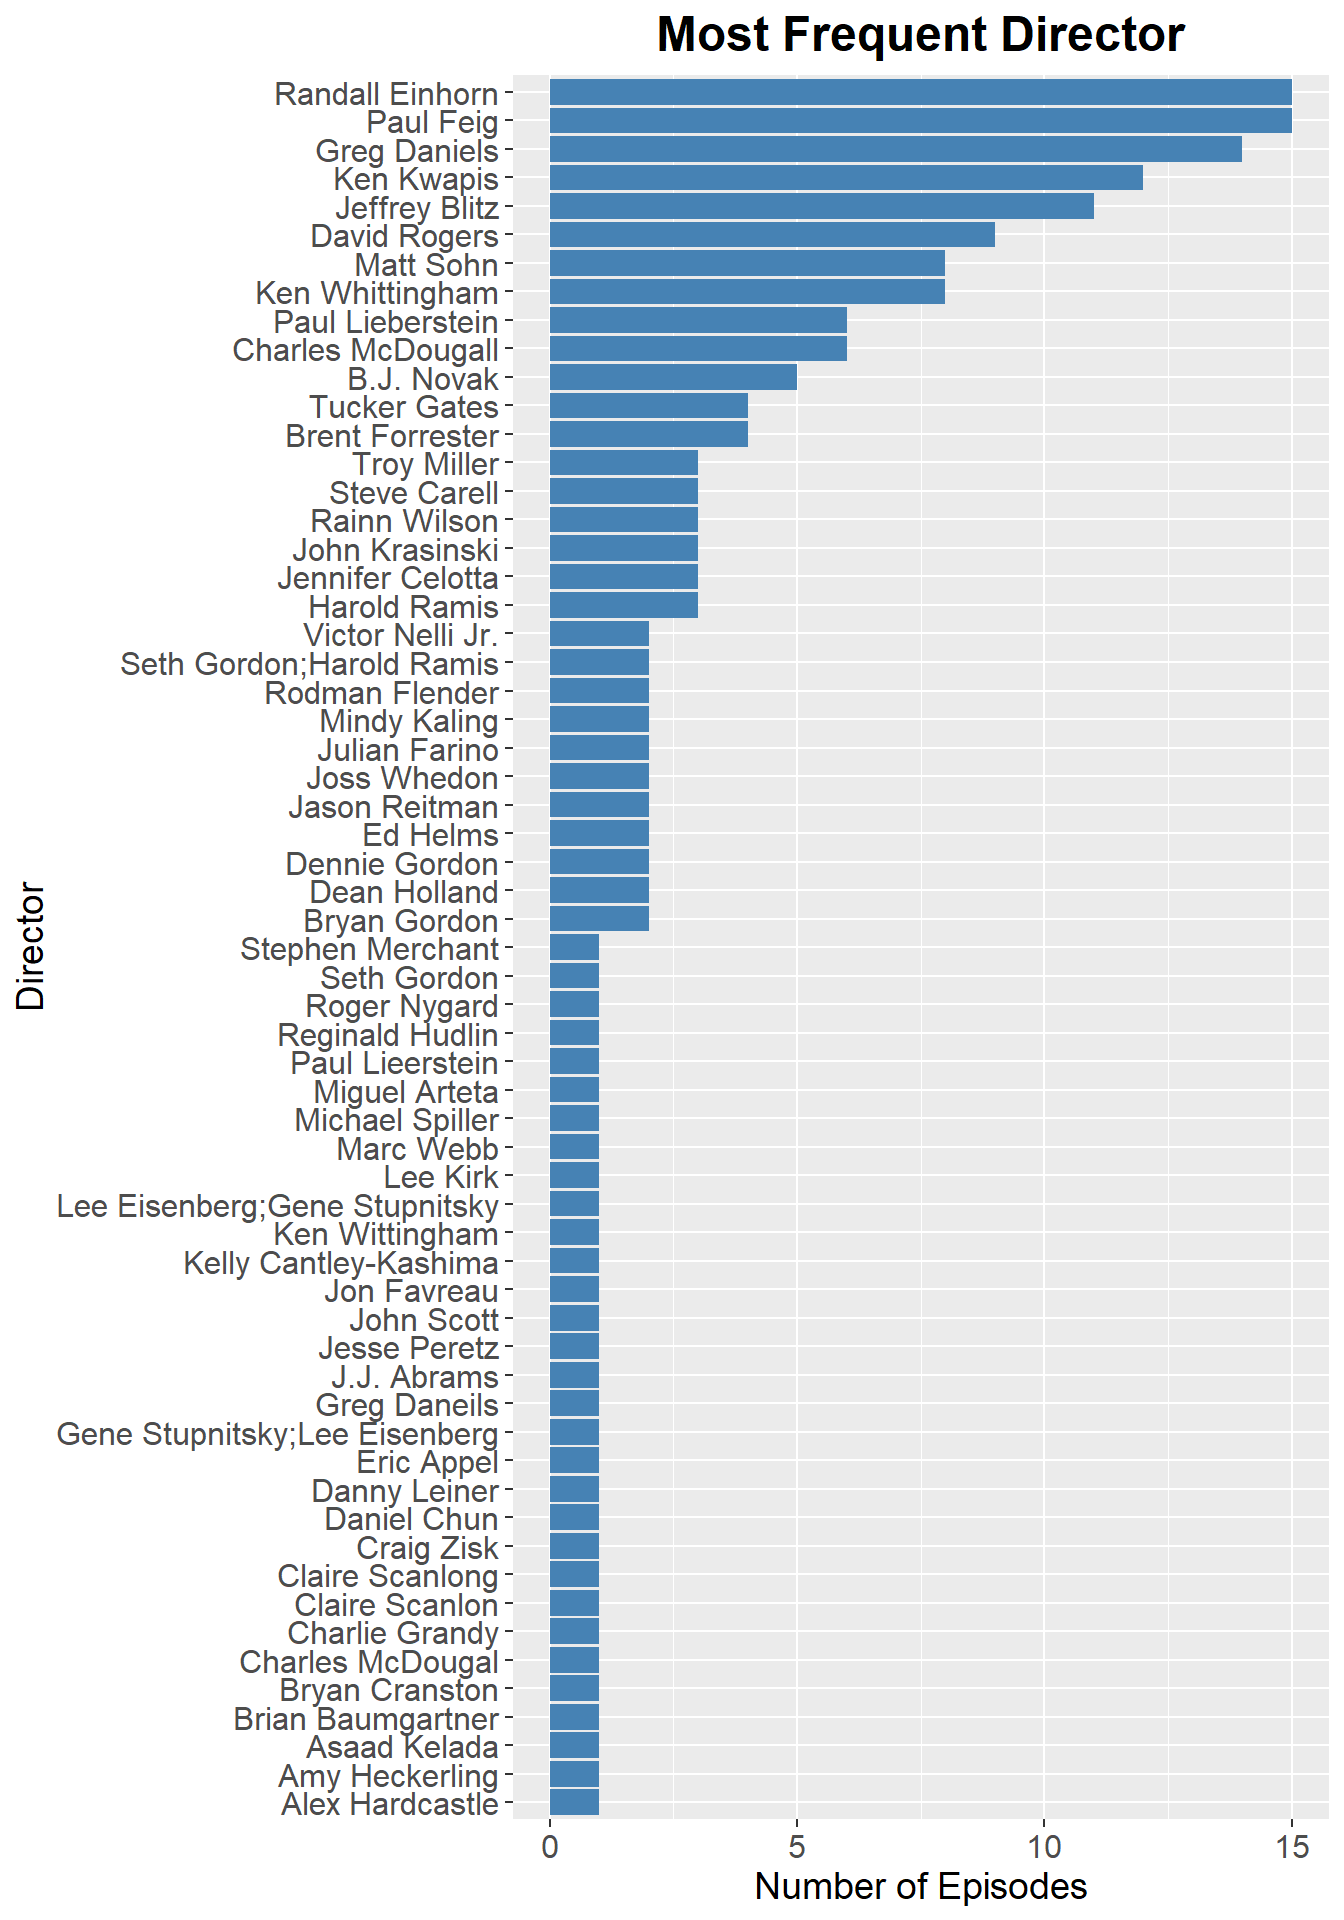 Most Frequent Director
Randall Einhorn
Paul Feig
Greg Daniels
Ken Kwapis
Jeffrey Blitz
David Rogers
Matt Sohn
Ken Whittingham
Paul Lieberstein
Charles McDougall
B.J. Novak
Tucker Gates
Brent Forrester
Troy Miller
Steve Carell
Rainn Wilson
John Krasinski
Jennifer Celotta
Harold Ramis
Victor Nelli Jr.
Seth Gordon;Harold Ramis
Rodman Flender
Mindy Kaling
Julian Farino
Joss Whedon
Jason Reitman
Ed Helms
Dennie Gordon
Dean Holland
Bryan Gordon
Stephen Merchant
Seth Gordon
Roger Nygard
Reginald Hudlin
Paul Lieerstein
Miguel Arteta
Michael Spiller
Marc Webb
Lee Kirk
Lee Eisenberg;Gene Stupnitsky
Ken Wittingham
Kelly Cantley-Kashima
Jon Favreau
John Scott
Jesse Peretz
J.J. Abrams
Greg Daneils
Gene Stupnitsky;Lee Eisenberg
Eric Appel
Danny Leiner
Daniel Chun
Craig Zisk
Claire Scanlong
Claire Scanlon
Charlie Grandy
Charles McDougal
Bryan Cranston
Brian Baumgartner
Asaad Kelada
Amy Heckerling
Alex Hardcastle
Director
0 5 10 15
Number of Episodes